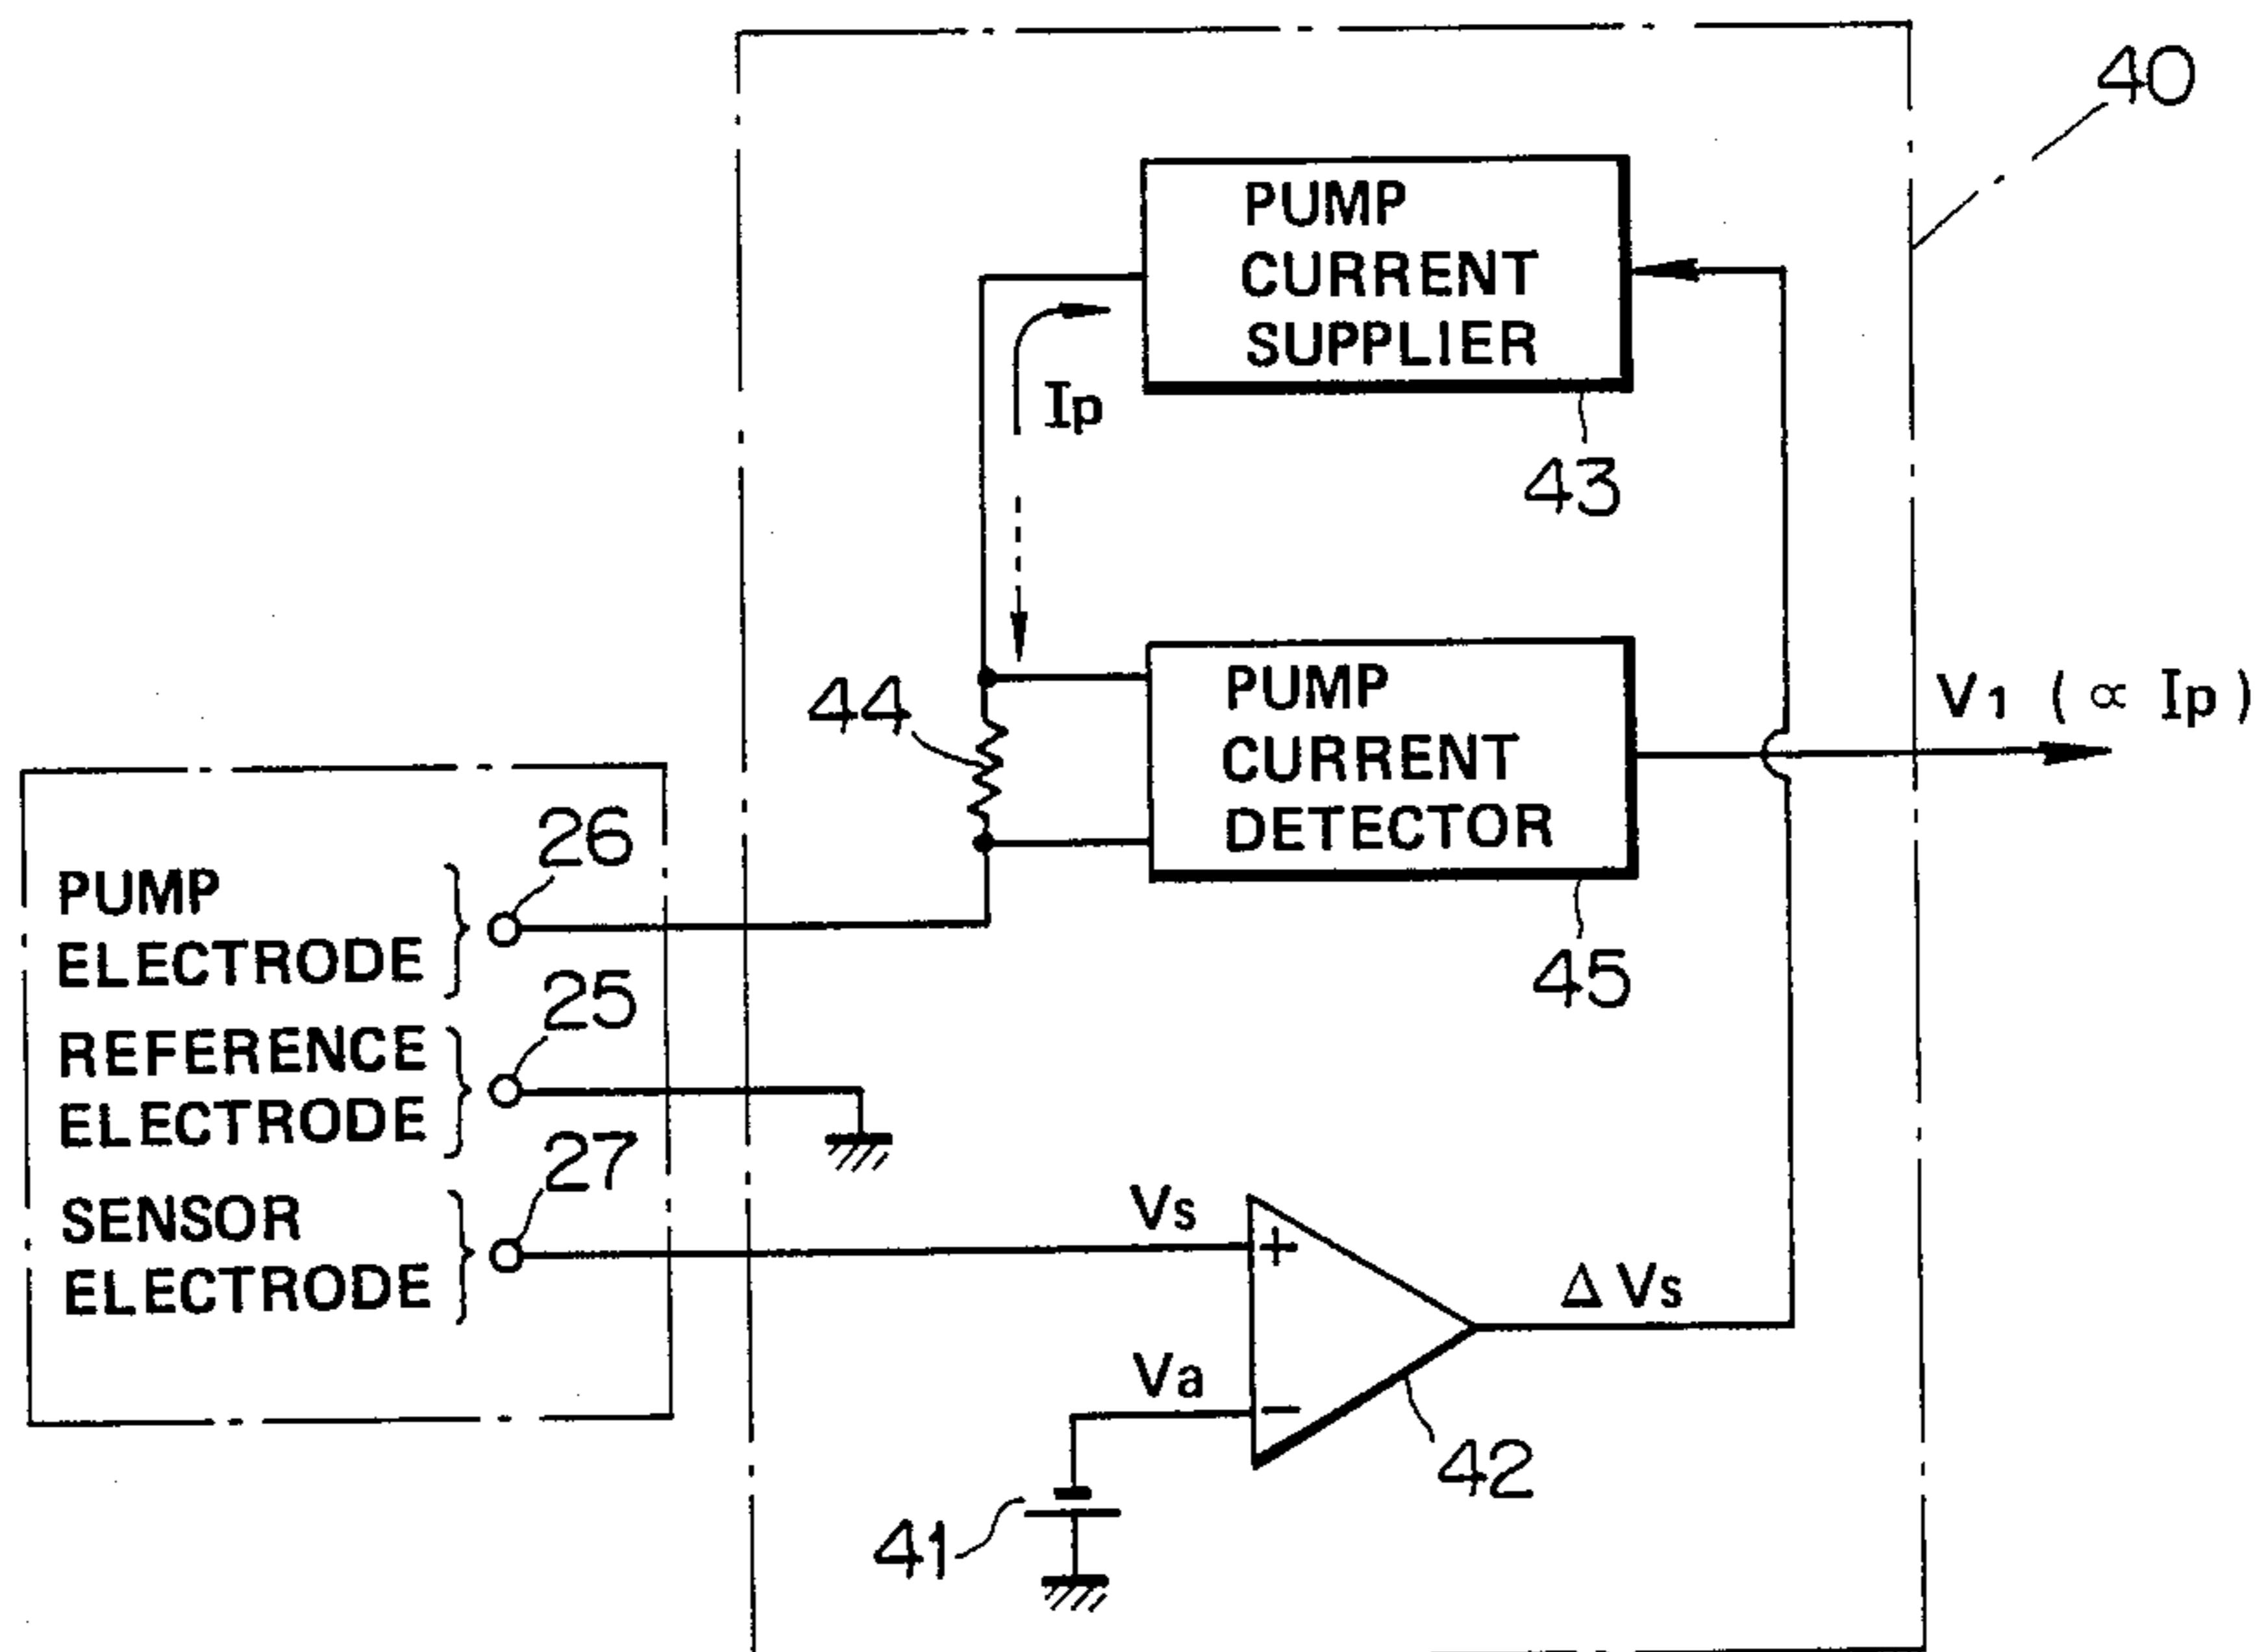 40
PUMP
CURRENT
SUPPLIER
Ip
43
44
PUMP
CURRENT
DETECTOR
V1 ( ∝ Ip )
45
26
PUMP
ELECTRODE
25
REFERENCE
ELECTRODE
27
SENSOR
ELECTRODE
Vs
+
Δ Vs
Va
−
42
41